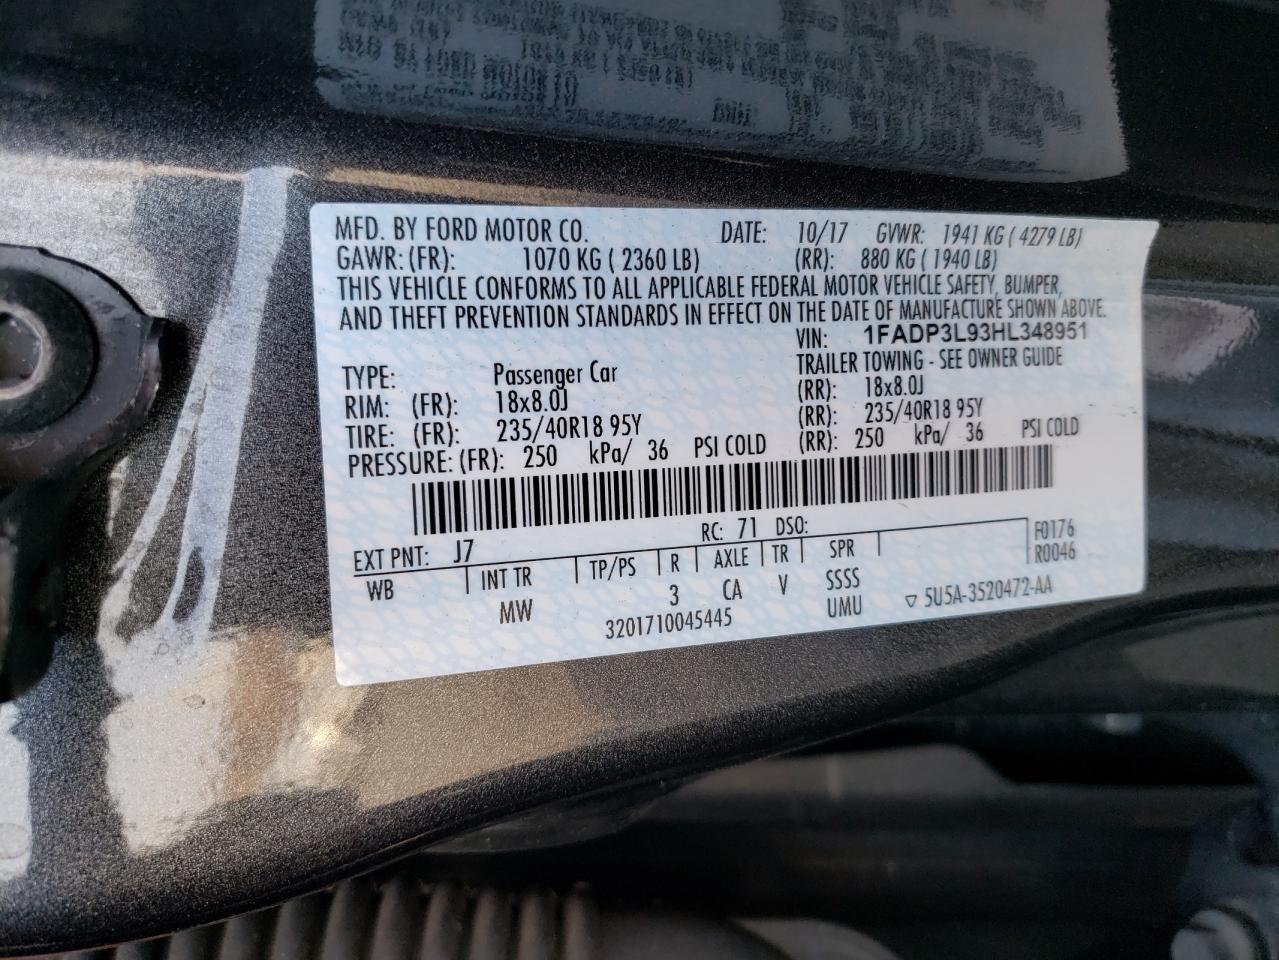 MFD. BY FORD MOTOR CO. DATE: 10/17 GVWR: 1941 KG ( 4279 LB)
GAWR: (FR): 1070 KG ( 2360 LB) (RR): 880 KG ( 1940 LB)
THIS VEHICLE CONFORMS TO ALL APPLICABLE FEDERAL MOTOR VEHICLE SAFETY, BUMPER,
AND THEFT PREVENTION STANDARDS IN EFFECT ON THE DATE OF MANUFACTURE SHOWN ABOVE.
VIN: 1FADP3L93HL348951
TYPE: Passenger Car TRAILER TOWING - SEE OWNER GUIDE
RIM: (FR): 18x8.0J (RR): 18x8.0J
TIRE: (FR): 235/40R18 95Y (RR): 235/40R18 95Y
PRESSURE: (FR): 250 kPa/ 36 PSI COLD (RR): 250 kPa/ 36 PSI COLD
EXT PNT: J7 RC: 71 DSO: F0176
WB INT TR TP/PS R AXLE TR SPR R0046
MW 3 CA V SSSS
3201710045445 UMU ▽ 5U5A-3520472-AA